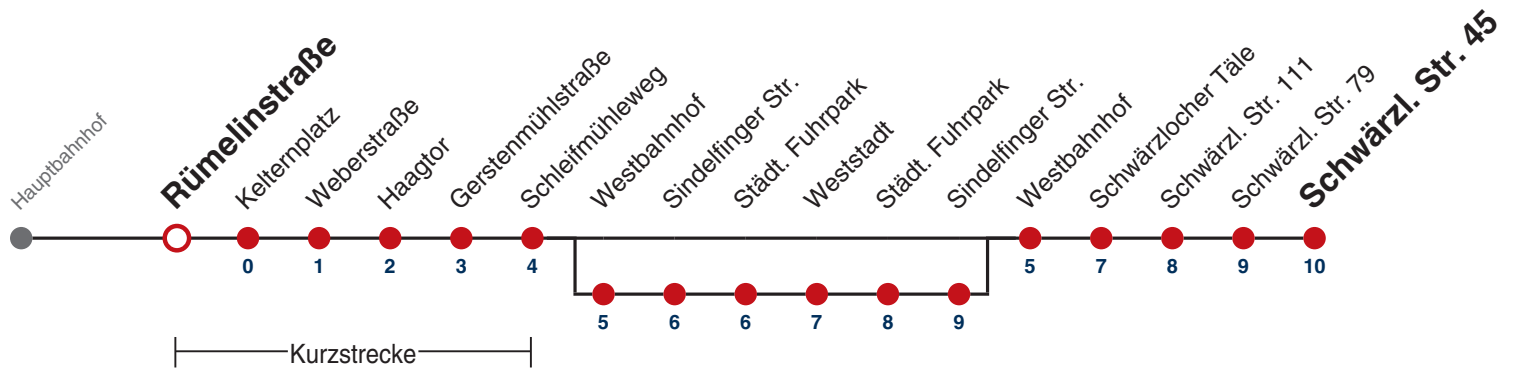 Hauptbahnhof
Rümelinstraße
Kelternplatz
Weberstraße
Haagtor
Gerstenmühlstraße
Schleifmühleweg
Westbahnhof
Sindelfinger Str.
Städt. Fuhrpark
Weststadt
Städt. Fuhrpark
Sindelfinger Str.
Westbahnhof
Schwärzlocher Täle
Schwärzl. Str. 111
Schwärzl. Str. 79
Schwärzl. Str. 45
0 1 2 3 4 5 7 8 9 10
5 6 6 7 8 9
Kurzstrecke